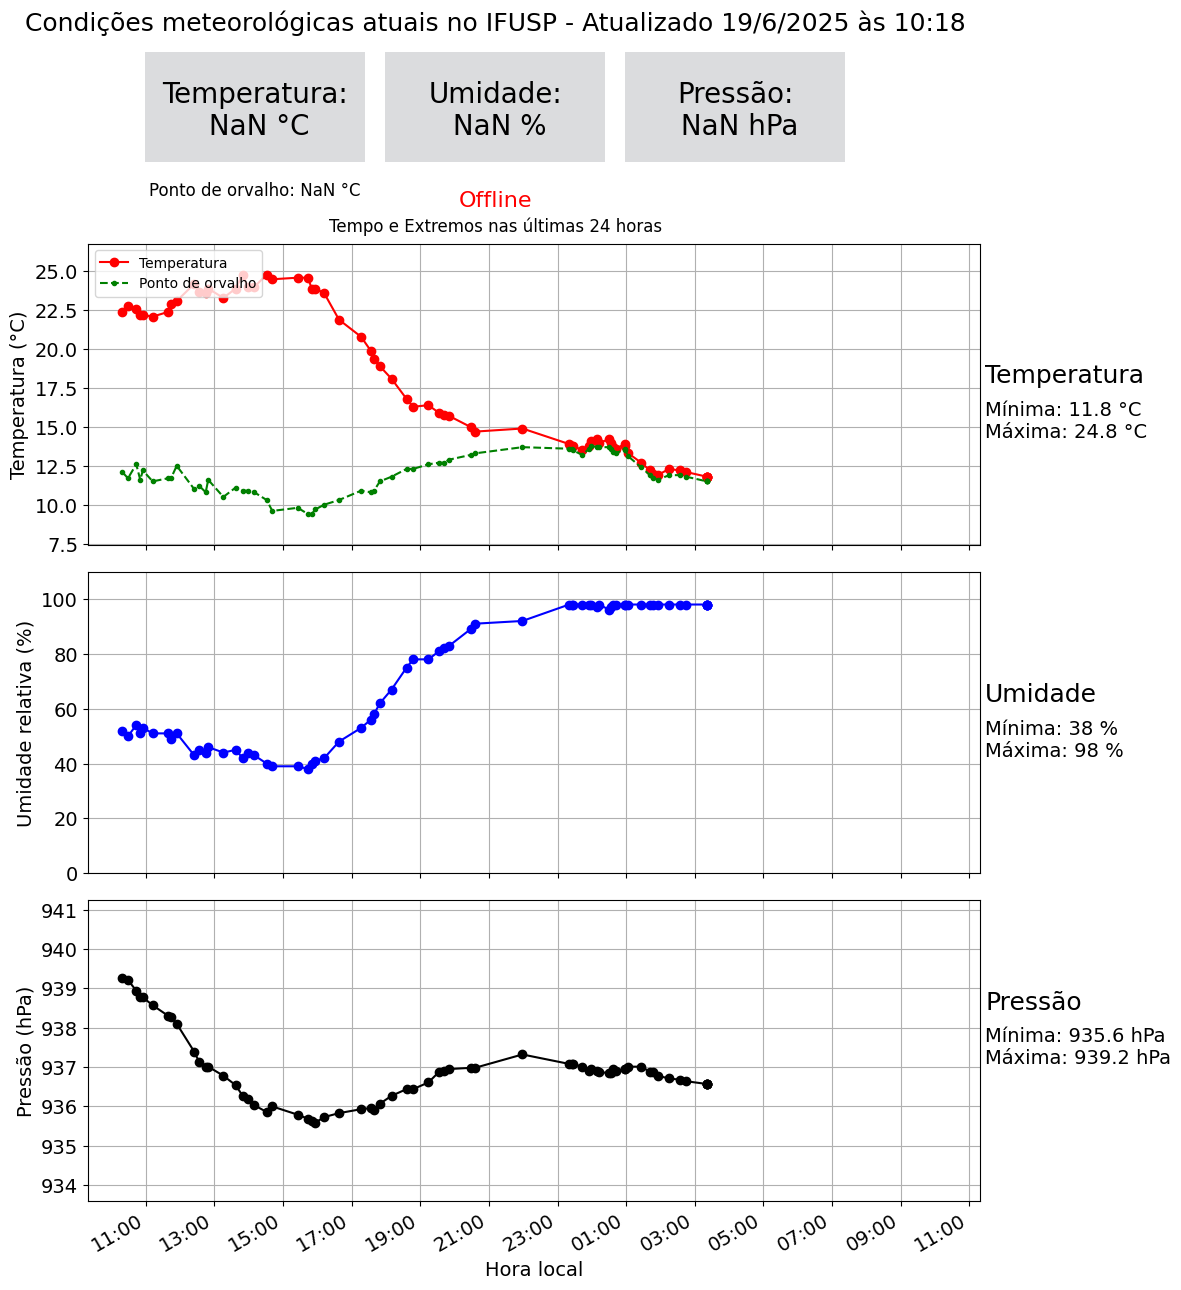 Condições meteorológicas atuais no IFUSP - Atualizado 19/6/2025 às 10:18
Temperatura:
NaN °C
Umidade:
NaN %
Pressão:
NaN hPa
Ponto de orvalho: NaN °C
Offline
Tempo e Extremos nas últimas 24 horas
Temperatura
Ponto de orvalho
Temperatura (°C)
25.0
22.5
20.0
17.5
15.0
12.5
10.0
7.5
Temperatura
Mínima: 11.8 °C
Máxima: 24.8 °C
Umidade relativa (%)
100
80
60
40
20
0
Umidade
Mínima: 38 %
Máxima: 98 %
Pressão (hPa)
941
940
939
938
937
936
935
934
Pressão
Mínima: 935.6 hPa
Máxima: 939.2 hPa
11:00
13:00
15:00
17:00
19:00
21:00
23:00
01:00
03:00
05:00
07:00
09:00
11:00
Hora local